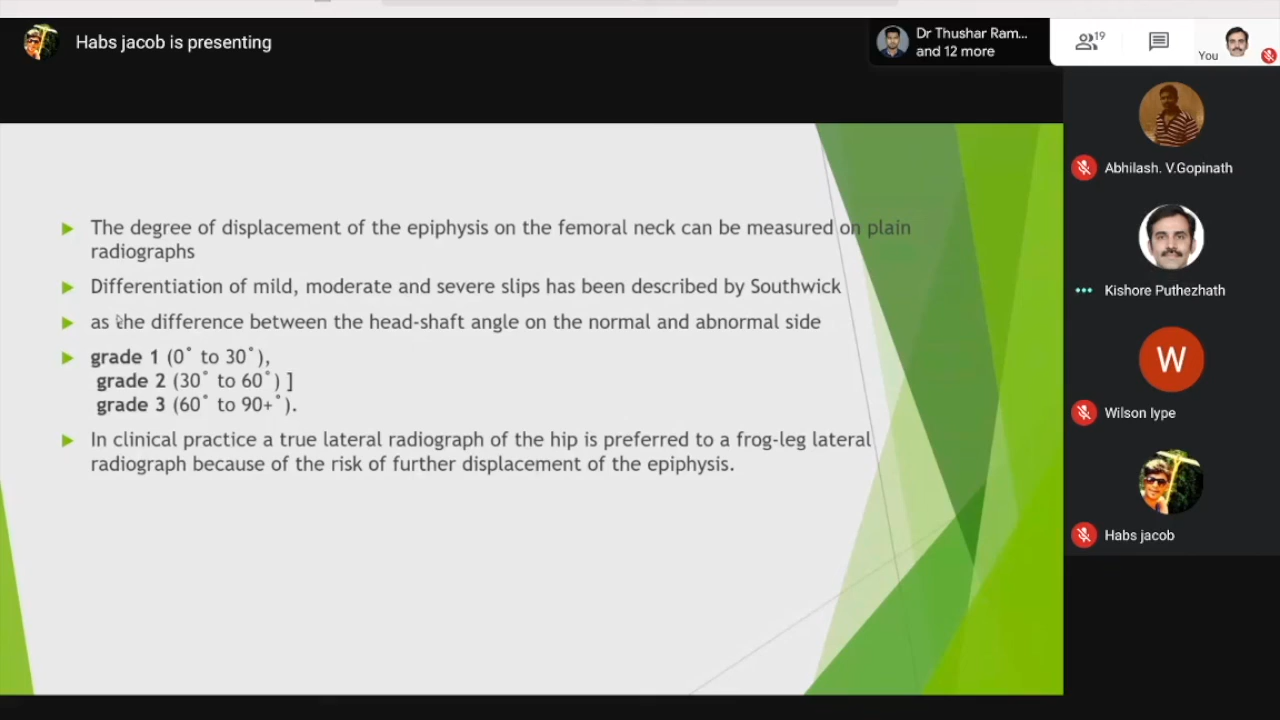 Habs jacob is presenting
Dr Thushar Ram...
and 12 more
19
You
Abhilash. V.Gopinath
Kishore Puthezhath
W
Wilson Iype
Habs jacob
The degree of displacement of the epiphysis on the femoral neck can be measured on plain
radiographs
Differentiation of mild, moderate and severe slips has been described by Southwick
as the difference between the head-shaft angle on the normal and abnormal side
grade 1 (0˚ to 30˚),
grade 2 (30˚ to 60˚) ]
grade 3 (60˚ to 90+˚).
In clinical practice a true lateral radiograph of the hip is preferred to a frog-leg lateral
radiograph because of the risk of further displacement of the epiphysis.